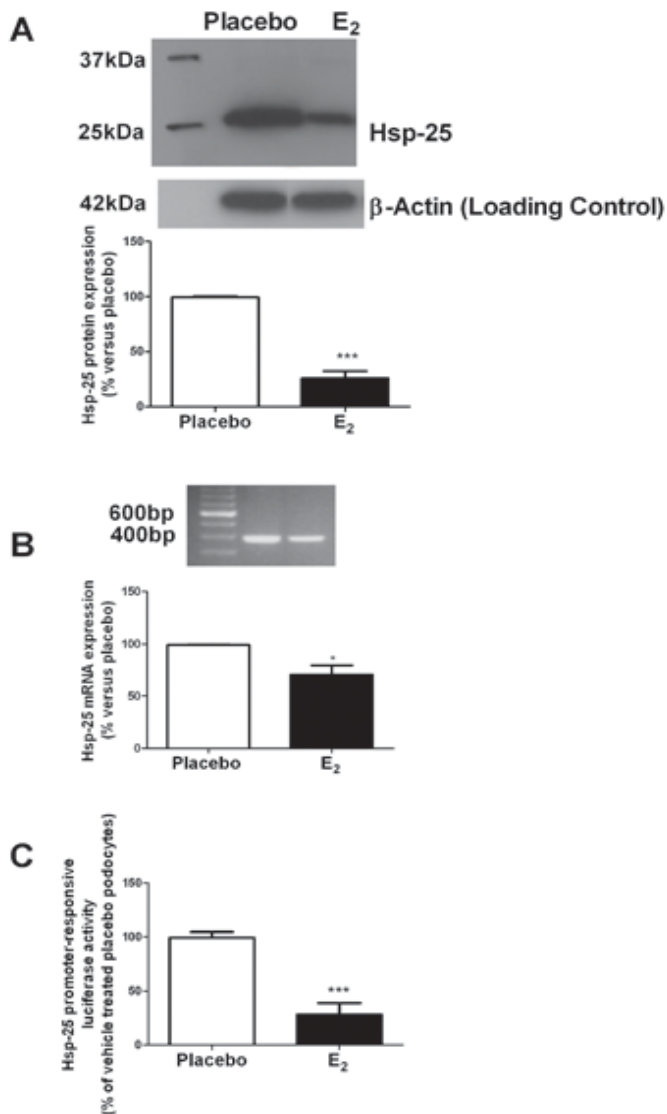 A
Placebo E₂
37kDa
25kDa
Hsp-25
42kDa
β-Actin (Loading Control)
Hsp-25 protein expression
(% versus placebo)
150
100
50
0
***
Placebo E₂
B
600bp
400bp
Hsp-25 mRNA expression
(% versus placebo)
150
100
50
0
*
Placebo E₂
C
Hsp-25 promoter-responsive
luciferase activity
(% of vehicle treated placebo podocytes)
150
100
50
0
***
Placebo E₂